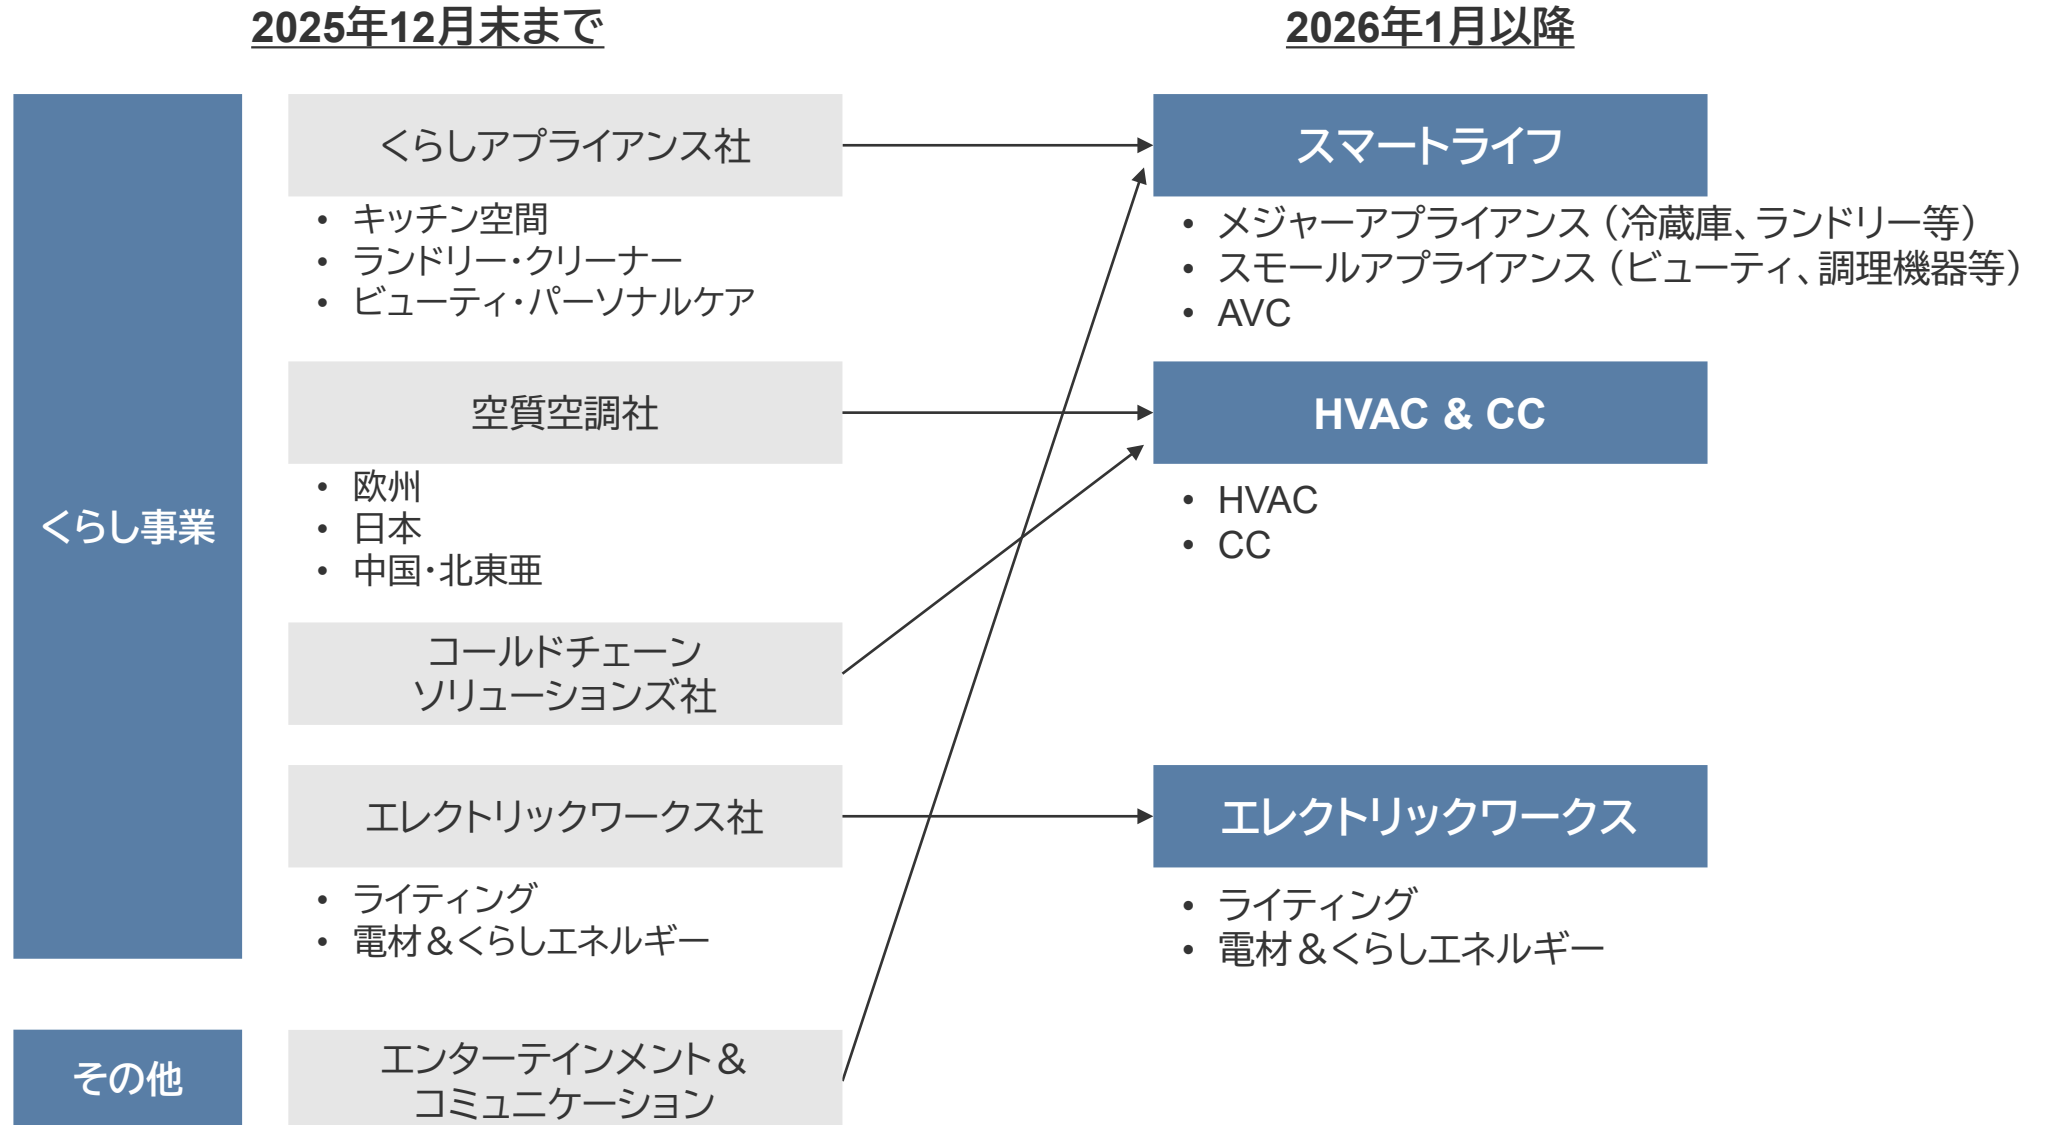 2025年12月末まで
2026年1月以降
くらし事業
くらしアプライアンス社
• キッチン空間
• ランドリー・クリーナー
• ビューティ・パーソナルケア
空質空調社
• 欧州
• 日本
• 中国・北東亜
コールドチェーン
ソリューションズ社
エレクトリックワークス社
• ライティング
• 電材＆くらしエネルギー
その他
エンターテインメント＆
コミュニケーション
スマートライフ
• メジャーアプライアンス（冷蔵庫、ランドリー等）
• スモールアプライアンス（ビューティ、調理機器等）
• AVC
HVAC & CC
• HVAC
• CC
エレクトリックワークス
• ライティング
• 電材＆くらしエネルギー